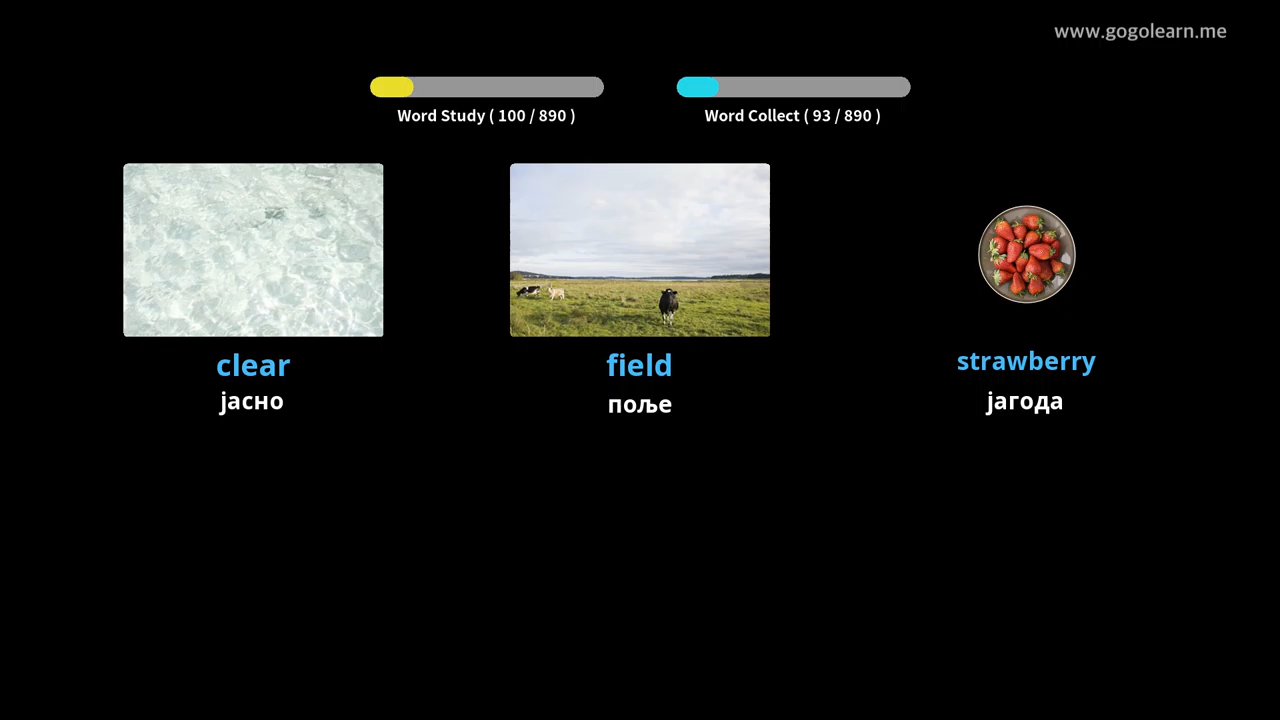 www.gogolearn.me
Word Study ( 100 / 890 )
Word Collect ( 93 / 890 )
clear
јасно
field
поље
strawberry
јагода